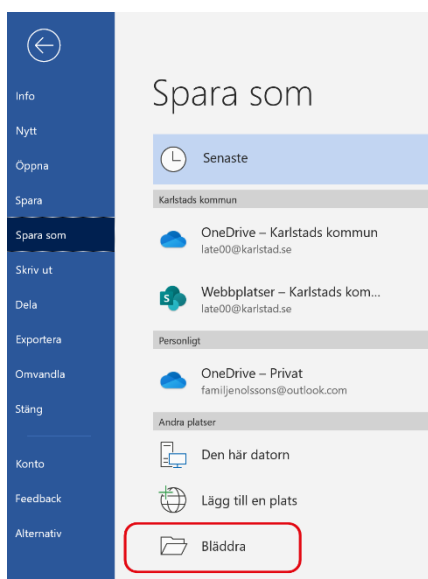 Info
Nytt
Öppna
Spara
Spara som
Skriv ut
Dela
Exportera
Omvandla
Stäng
Konto
Feedback
Alternativ
Spara som
Senaste
Karlstads kommun
OneDrive – Karlstads kommun
late00@karlstad.se
Webbplatser – Karlstads kom...
late00@karlstad.se
Personligt
OneDrive – Privat
familjenolssons@outlook.com
Andra platser
Den här datorn
Lägg till en plats
Bläddra